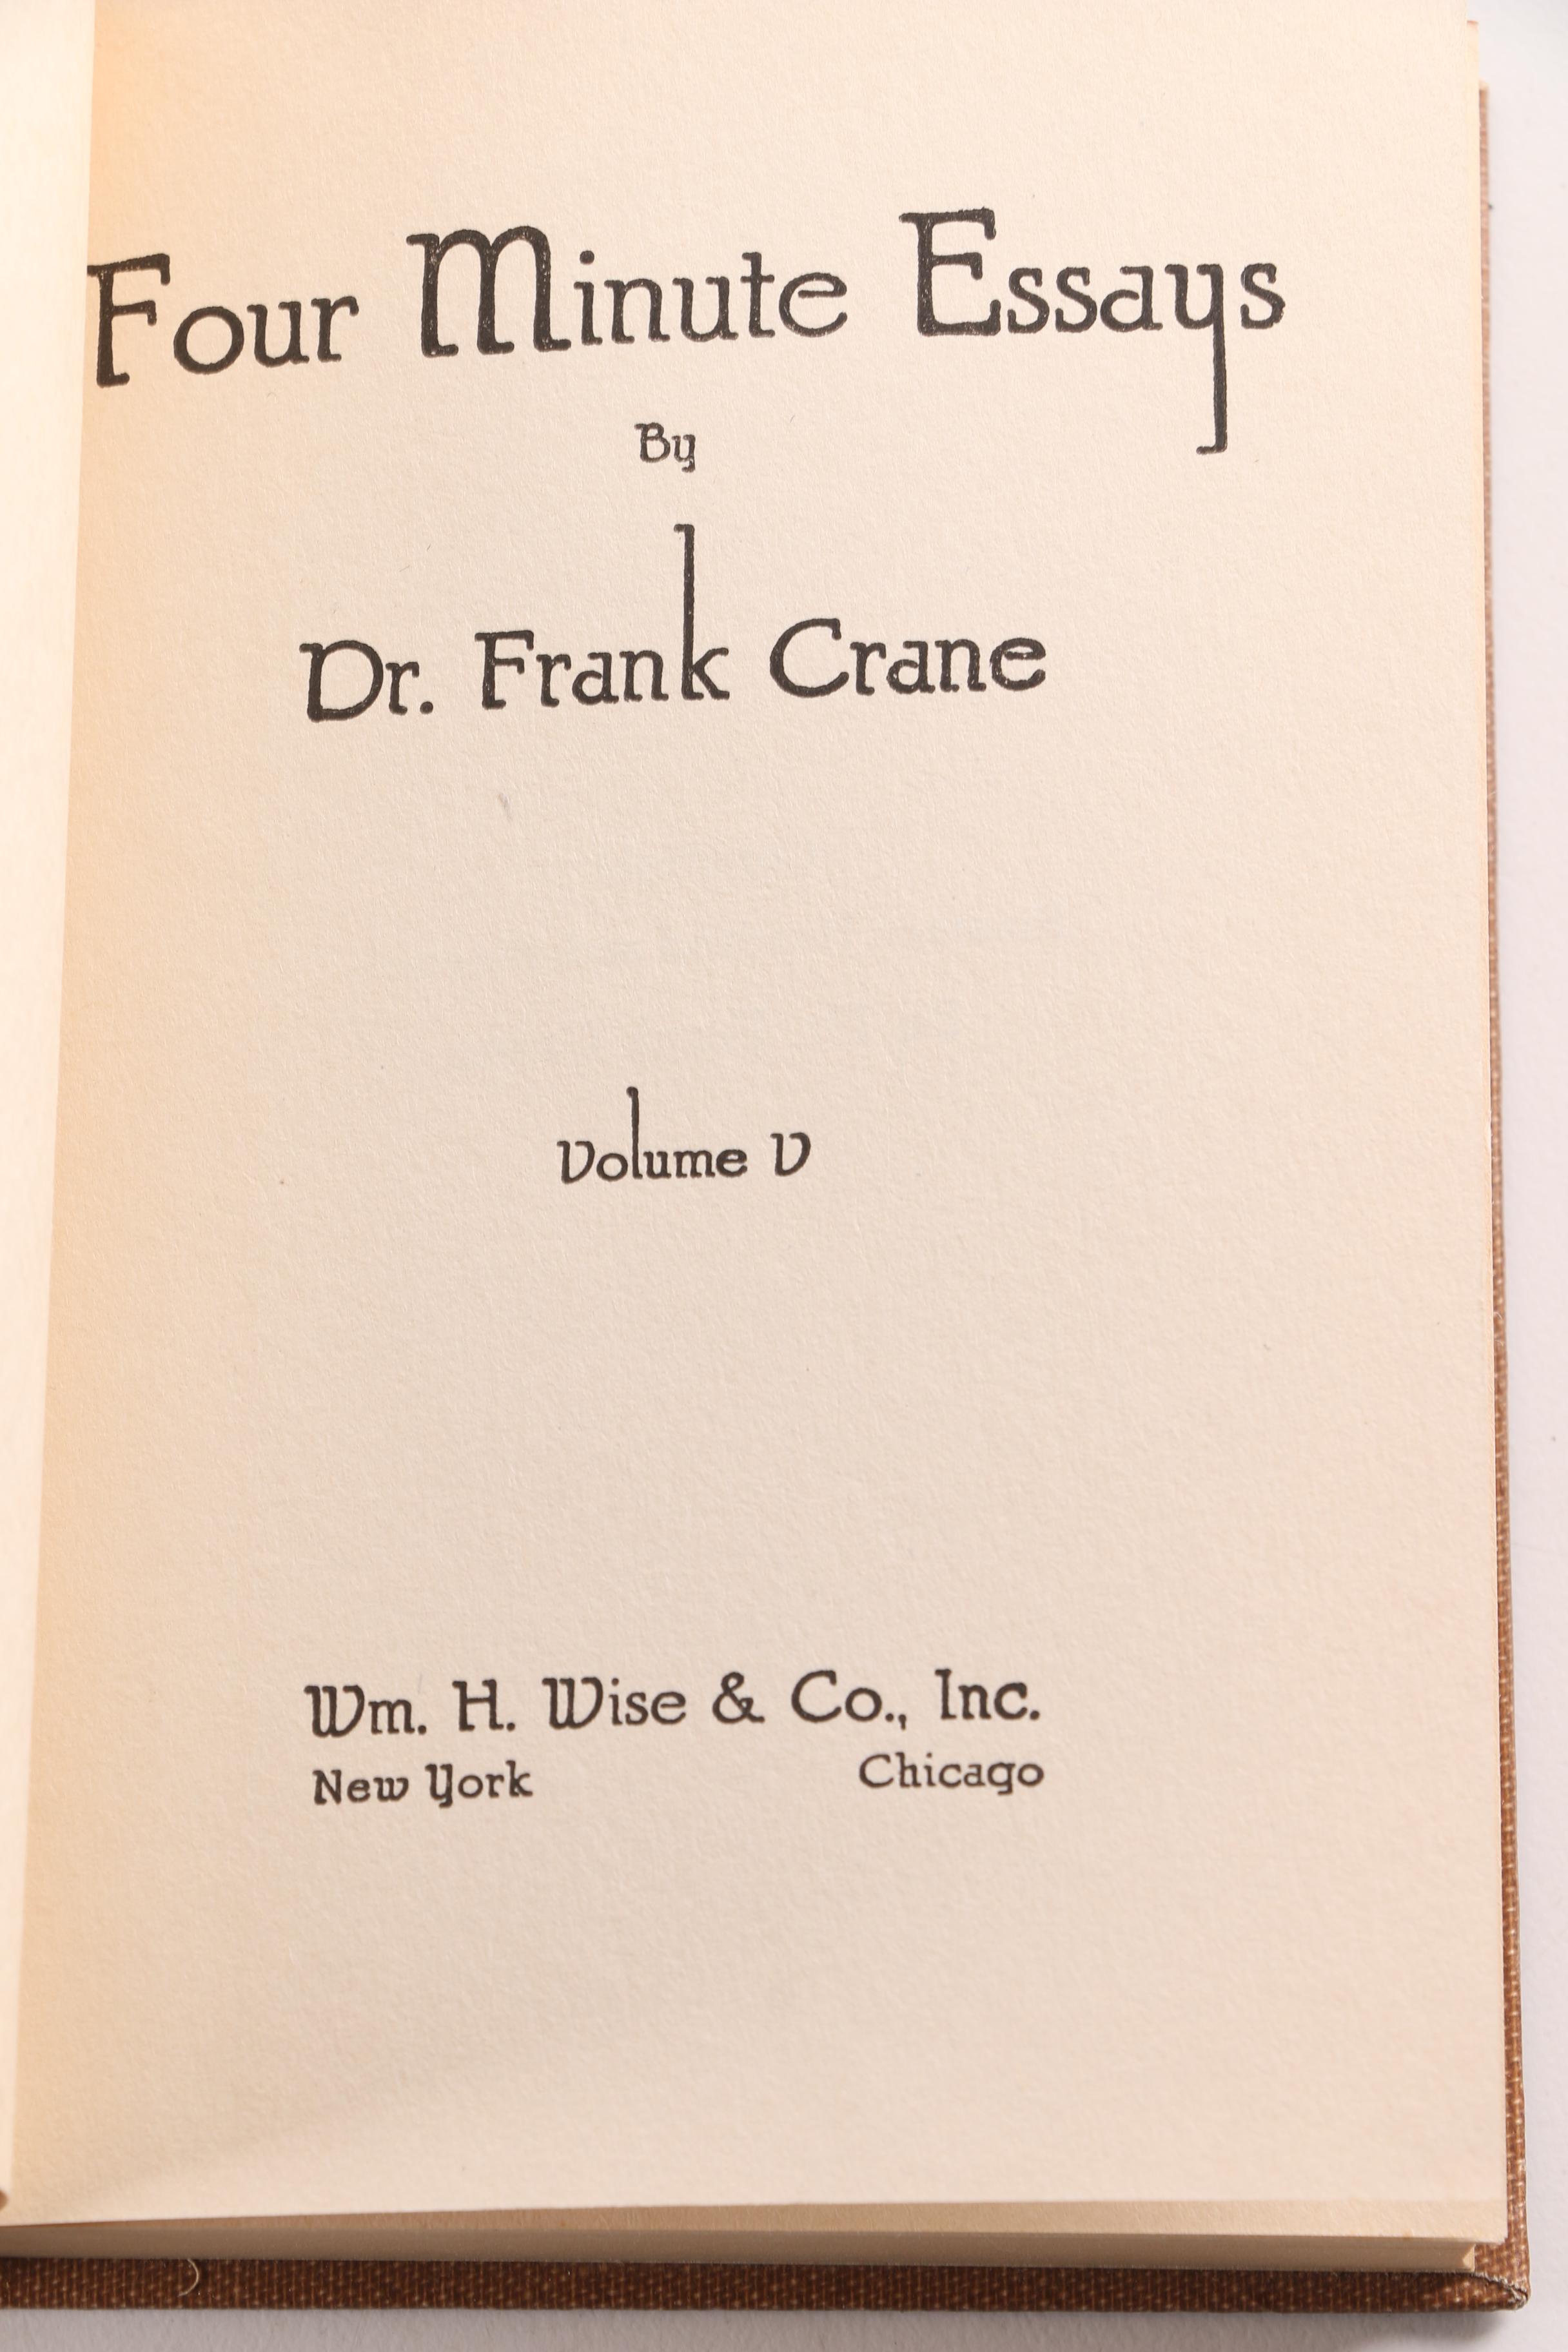 Four Minute Essays
By
Dr. Frank Crane
Volume V
Wm. H. Wise & Co., Inc.
New York Chicago